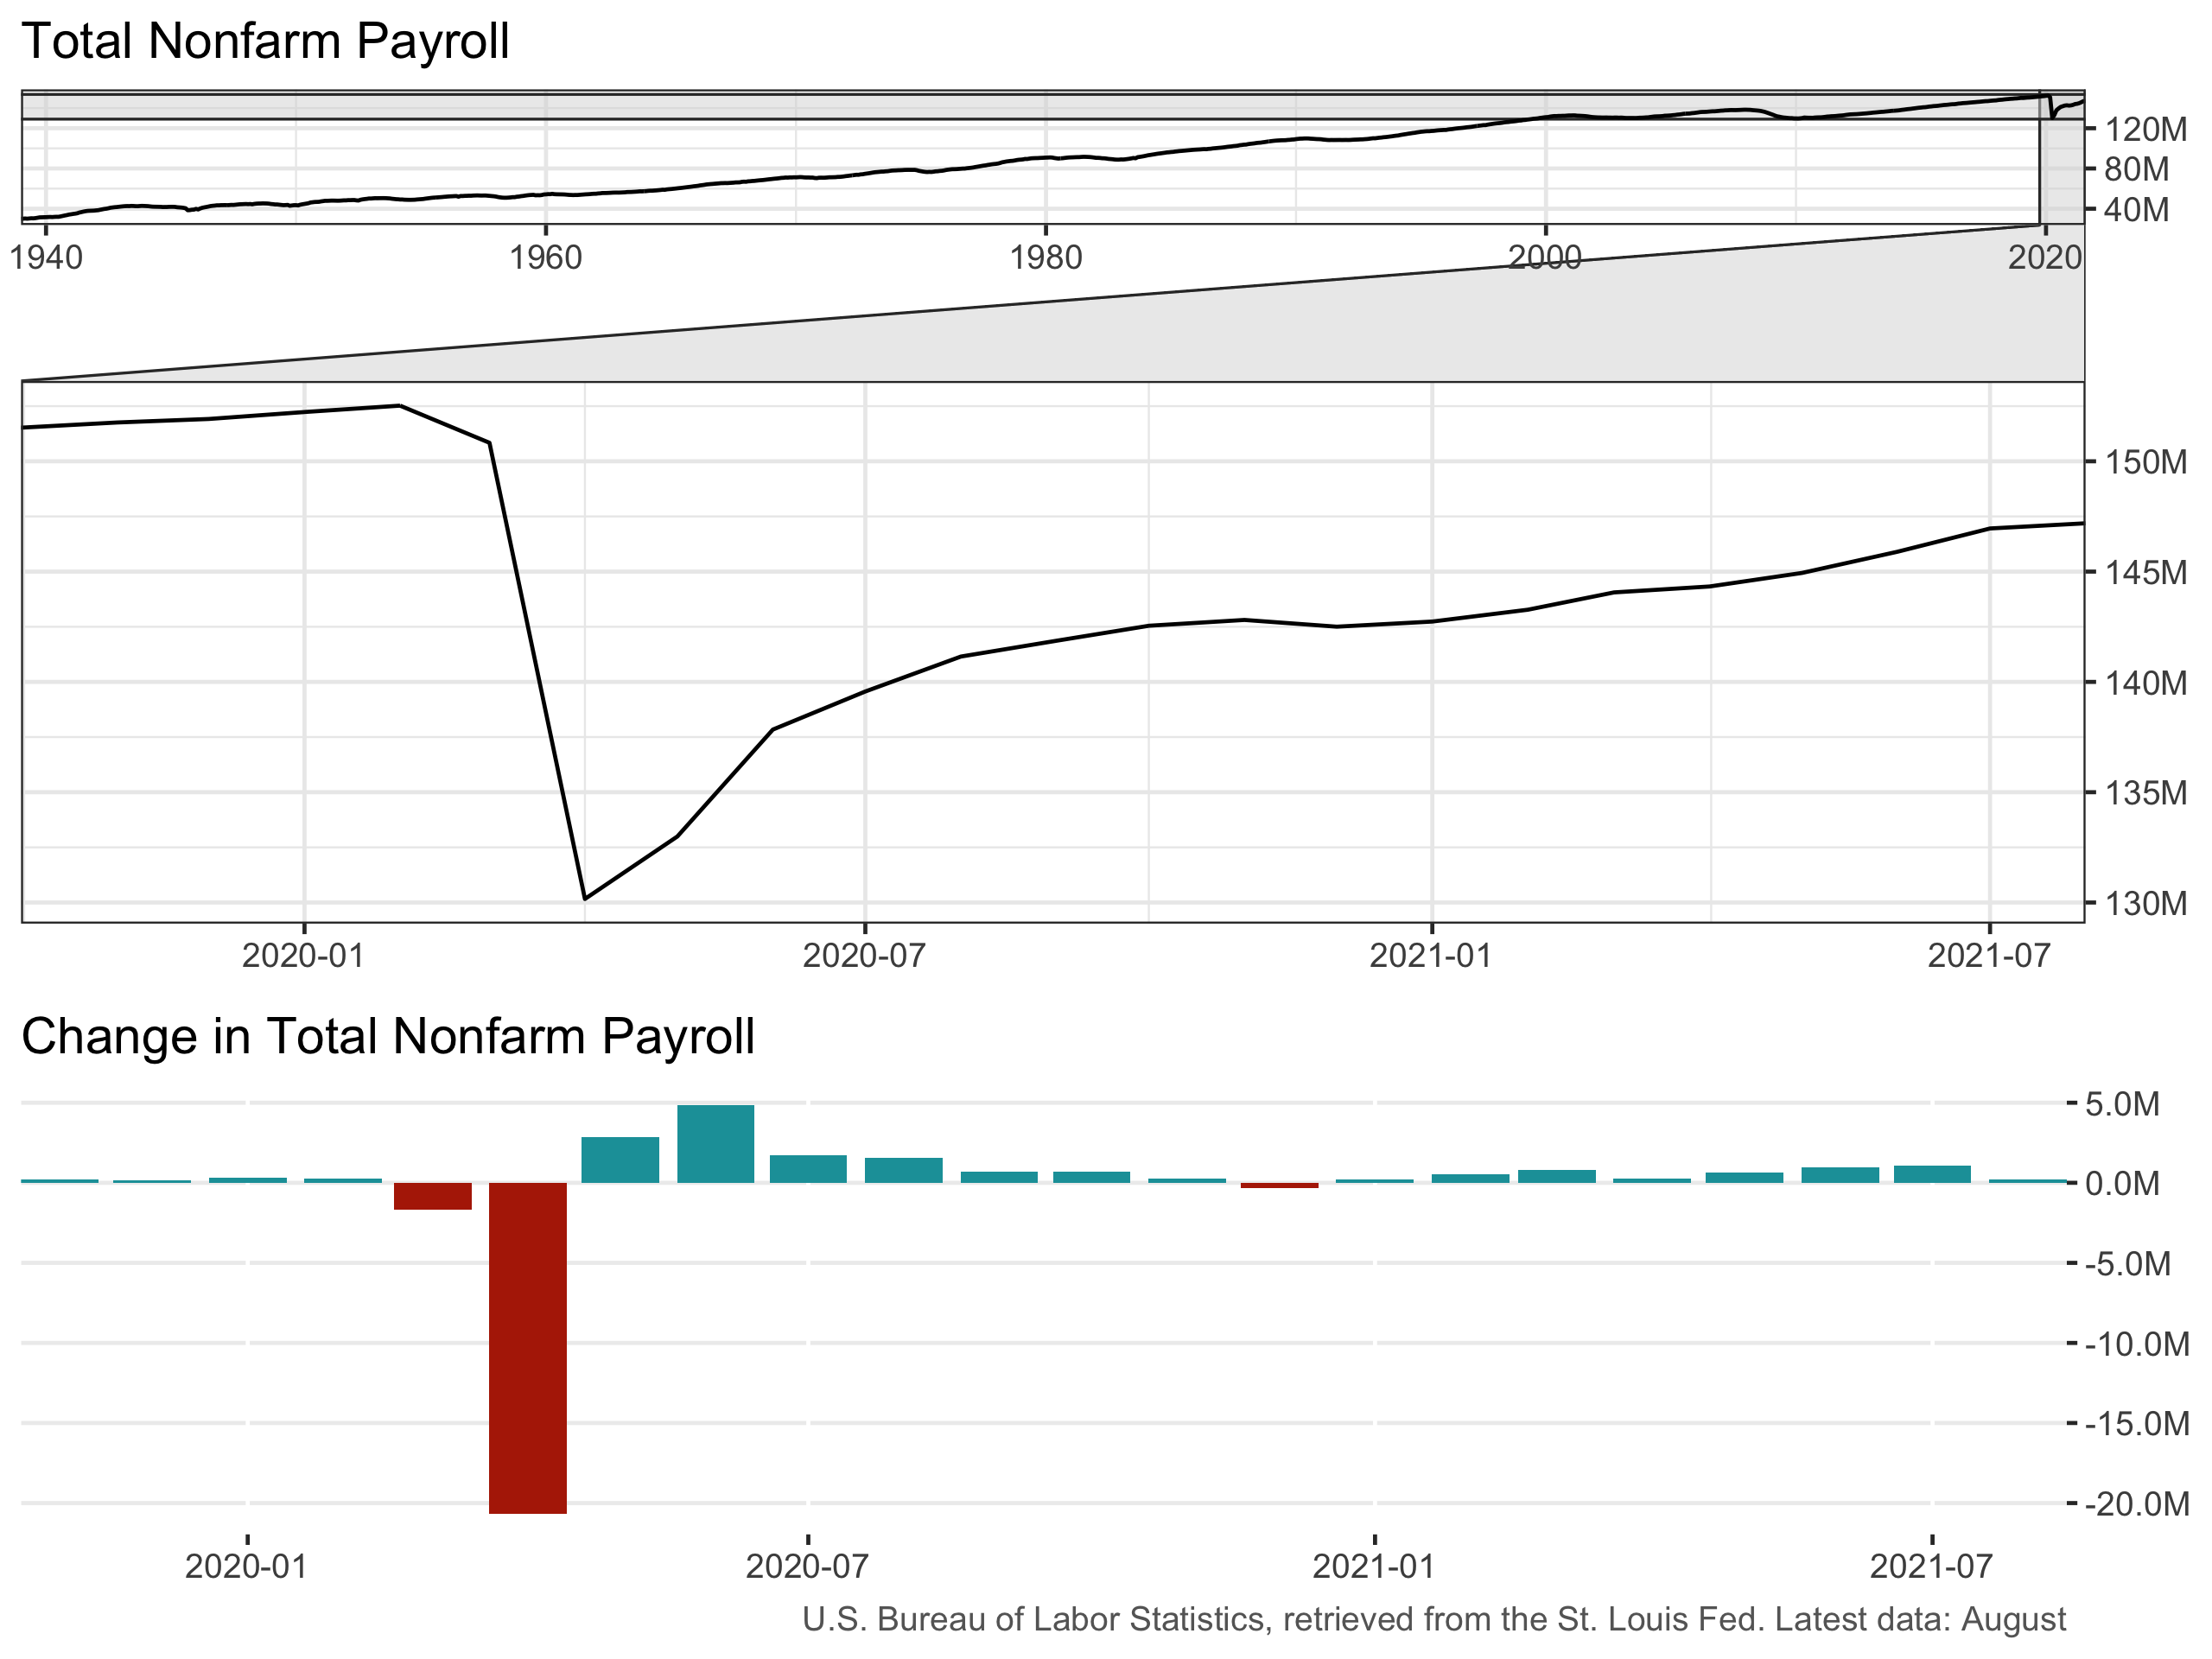 Total Nonfarm Payroll
120M
80M
40M
1940 1960 1980 2000 2020
150M
145M
140M
135M
130M
2020-01 2020-07 2021-01 2021-07
Change in Total Nonfarm Payroll
5.0M
0.0M
-5.0M
-10.0M
-15.0M
-20.0M
2020-01 2020-07 2021-01 2021-07
U.S. Bureau of Labor Statistics, retrieved from the St. Louis Fed. Latest data: August